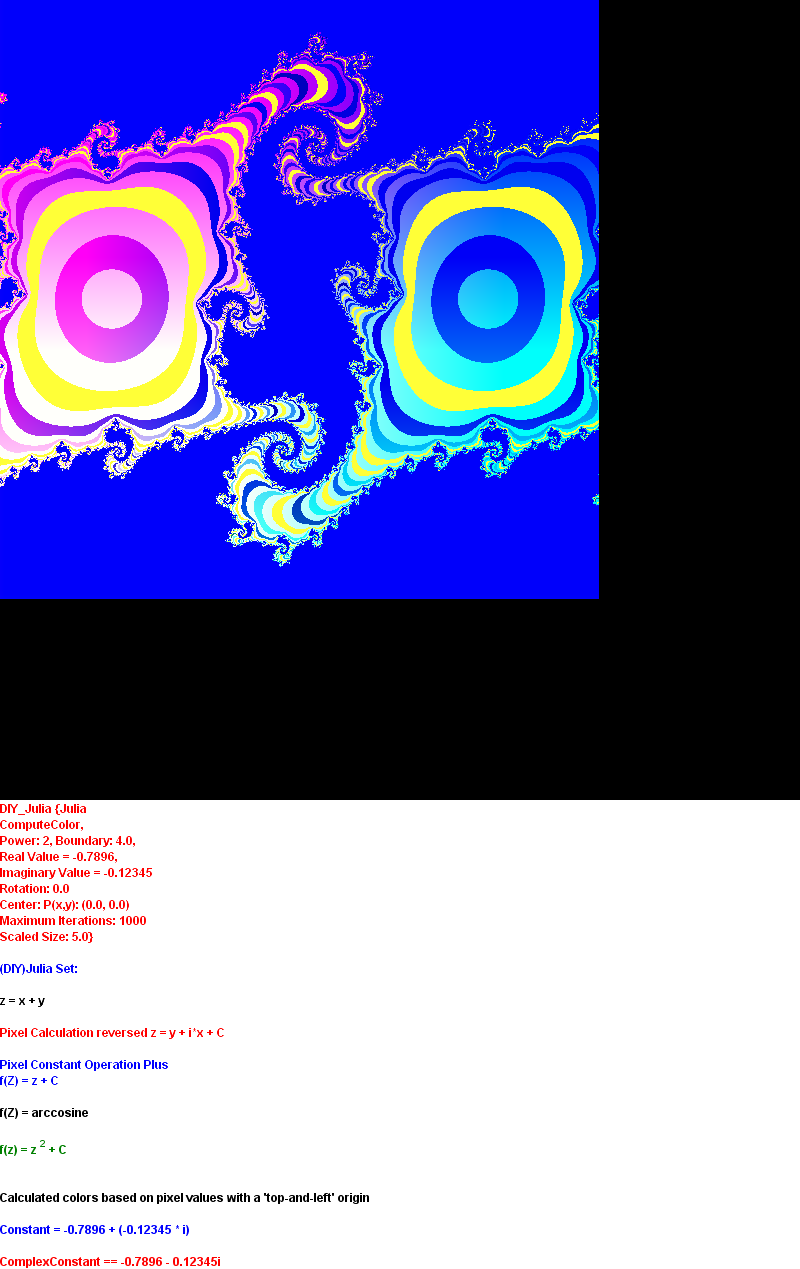 DIY_Julia {Julia
ComputeColor,
Power: 2, Boundary: 4.0,
Real Value = -0.7896,
Imaginary Value = -0.12345
Rotation: 0.0
Center: P(x,y): (0.0, 0.0)
Maximum Iterations: 1000
Scaled Size: 5.0}
(DIY)Julia Set:
z = x + y
Pixel Calculation reversed z = y + i*x + C
Pixel Constant Operation Plus
f(Z) = z + C
f(Z) = arccosine
f(z) = z 2 + C
Calculated colors based on pixel values with a 'top-and-left' origin
Constant = -0.7896 + (-0.12345 * i)
ComplexConstant == -0.7896 - 0.12345i